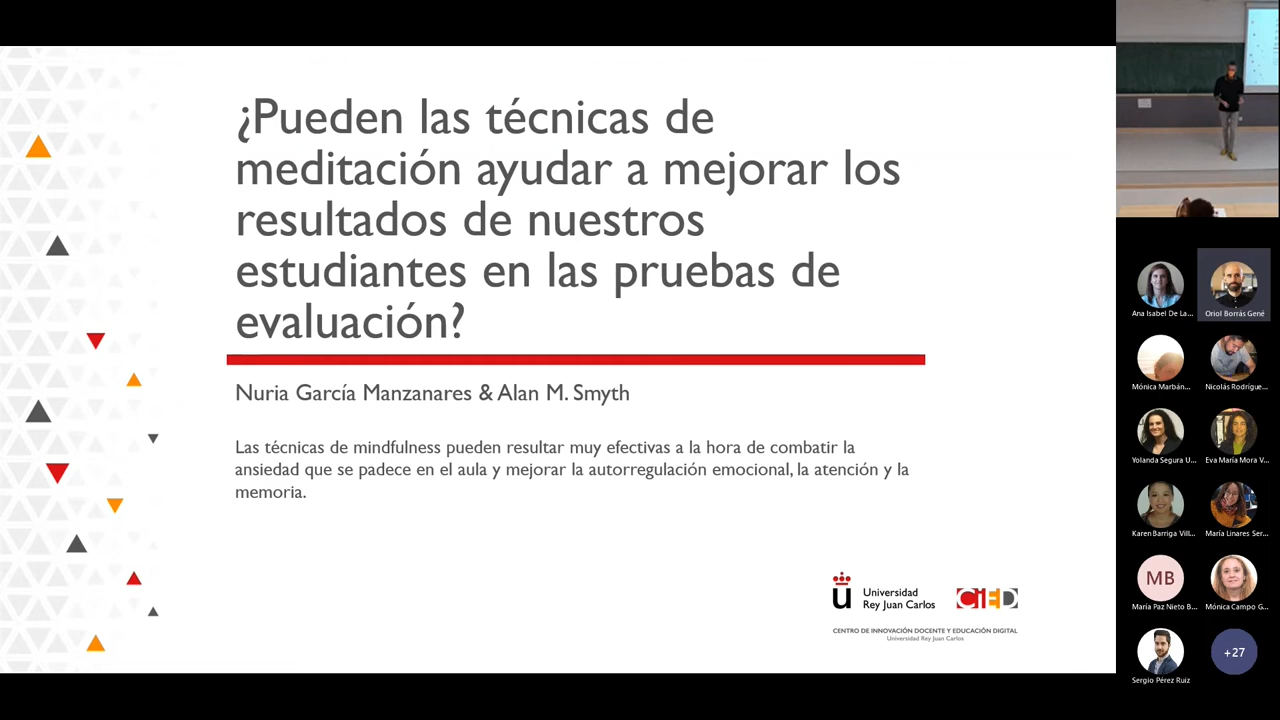 ¿Pueden las técnicas de
meditación ayudar a mejorar los
resultados de nuestros
estudiantes en las pruebas de
evaluación?
Nuria García Manzanares & Alan M. Smyth
Las técnicas de mindfulness pueden resultar muy efectivas a la hora de combatir la
ansiedad que se padece en el aula y mejorar la autorregulación emocional, la atención y la
memoria.
ü Universidad
Rey Juan Carlos
CIED
CENTRO DE INNOVACIÓN DOCENTE Y EDUCACIÓN DIGITAL
Universidad Rey Juan Carlos
Ana Isabel De La...
Oriol Borrás Gené
Mónica Marbán...
Nicolás Rodrigue...
Yolanda Segura U...
Eva María Mora V...
Karen Barriga Vill...
María Linares Ser...
MB
María Paz Nieto B...
Mónica Campo G...
Sergio Pérez Ruiz
+27